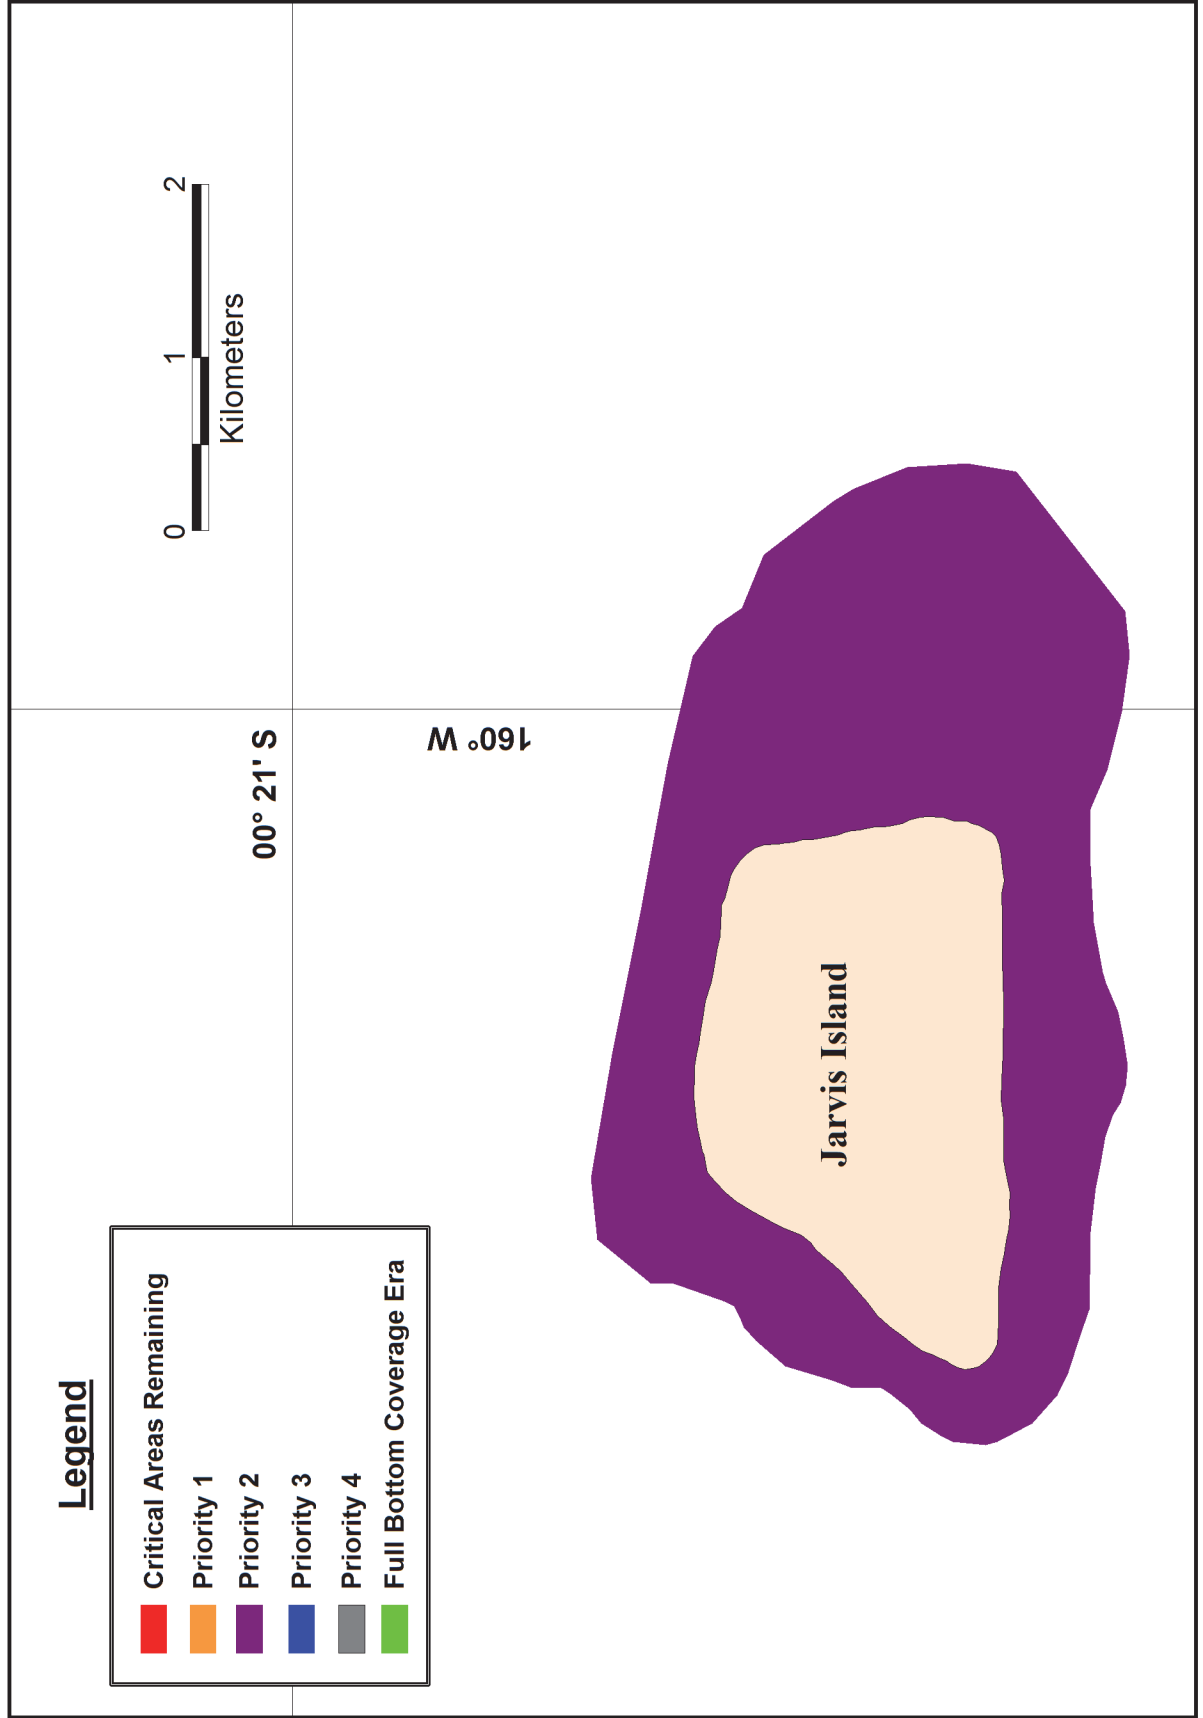 Legend
Critical Areas Remaining
Priority 1
Priority 2
Priority 3
Priority 4
Full Bottom Coverage Era
0 1 2
Kilometers
00° 21' S
160° W
Jarvis Island